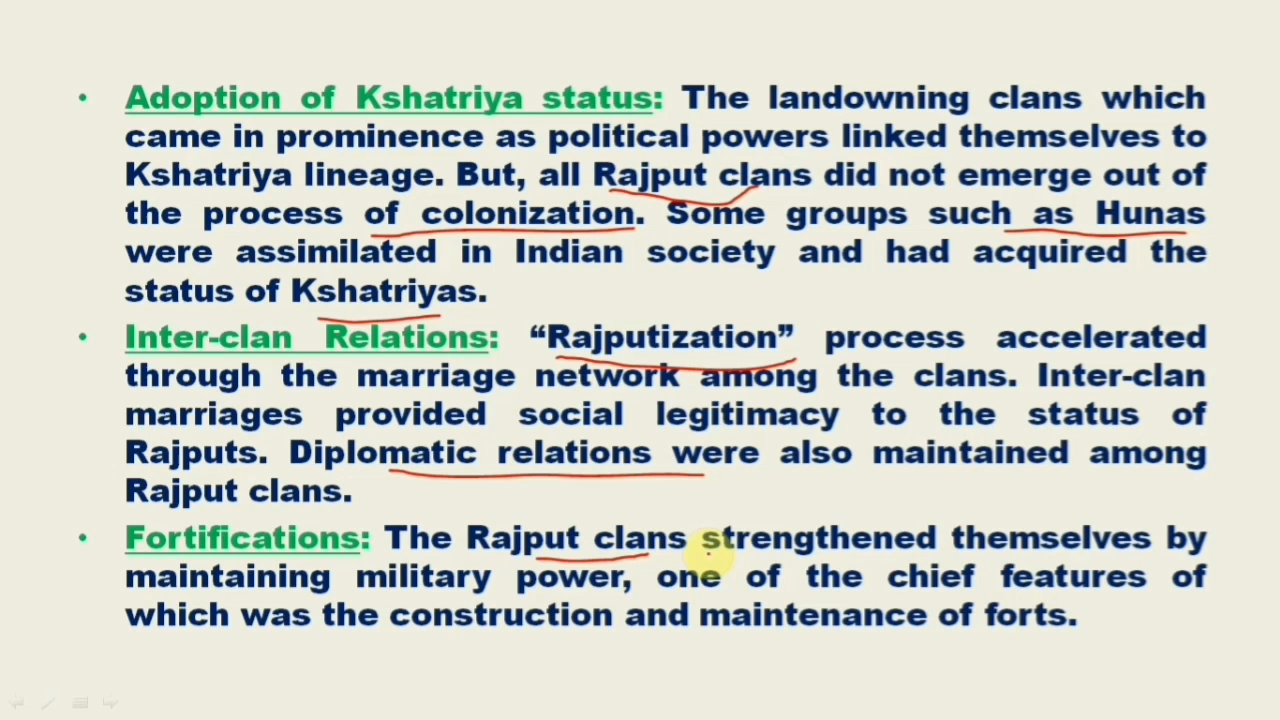 • Adoption of Kshatriya status: The landowning clans which
came in prominence as political powers linked themselves to
Kshatriya lineage. But, all Rajput clans did not emerge out of
the process of colonization. Some groups such as Hunas
were assimilated in Indian society and had acquired the
status of Kshatriyas.
• Inter-clan Relations: “Rajputization” process accelerated
through the marriage network among the clans. Inter-clan
marriages provided social legitimacy to the status of
Rajputs. Diplomatic relations were also maintained among
Rajput clans.
• Fortifications: The Rajput clans strengthened themselves by
maintaining military power, one of the chief features of
which was the construction and maintenance of forts.